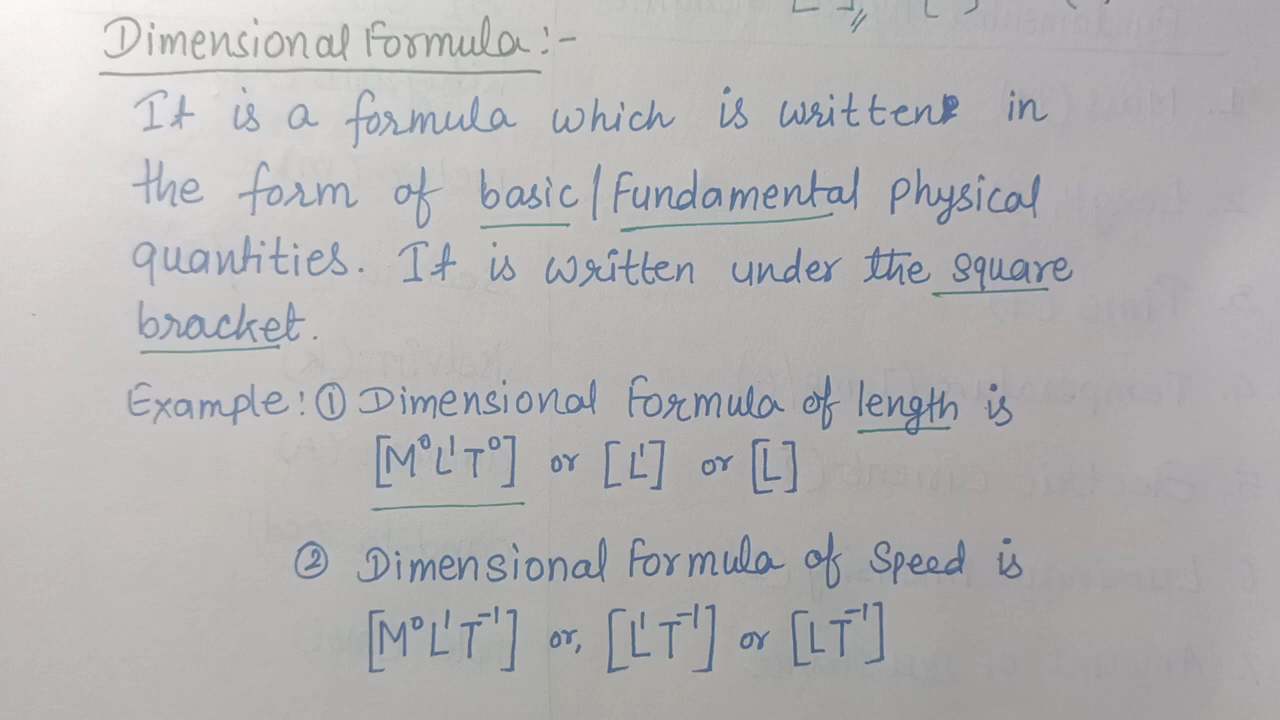 Dimensional Formula:-
It is a formula which is written in
the form of basic/Fundamental Physical
quantities. It is written under the square
bracket.
Example: ① Dimensional Formula of length is
[M⁰L¹T⁰] or [L¹] or [L]
② Dimensional Formula of Speed is
[M⁰L¹T⁻¹] or, [L¹T⁻¹] or [LT⁻¹]